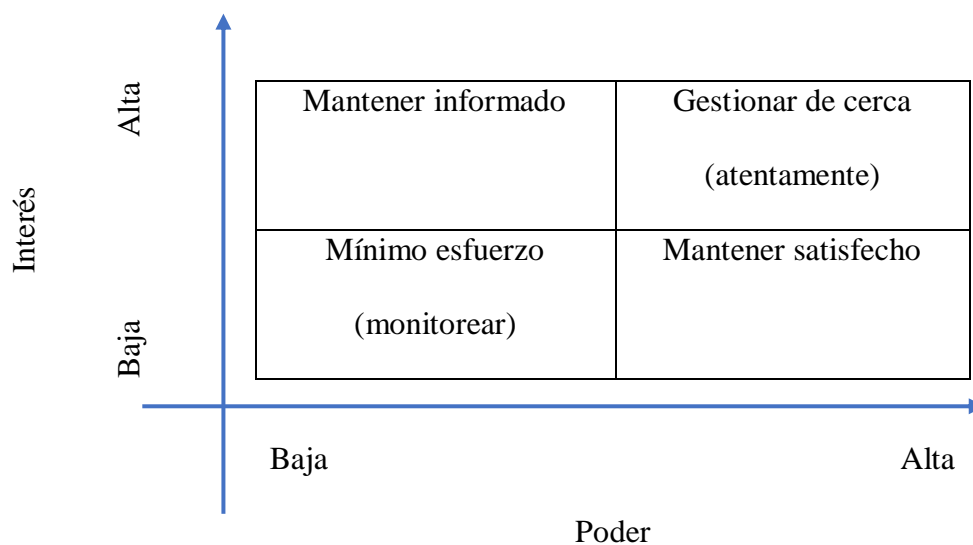 Interés
Alta
Baja
Mantener informado
Gestionar de cerca
(atentamente)
Mínimo esfuerzo
(monitorear)
Mantener satisfecho
Baja
Alta
Poder